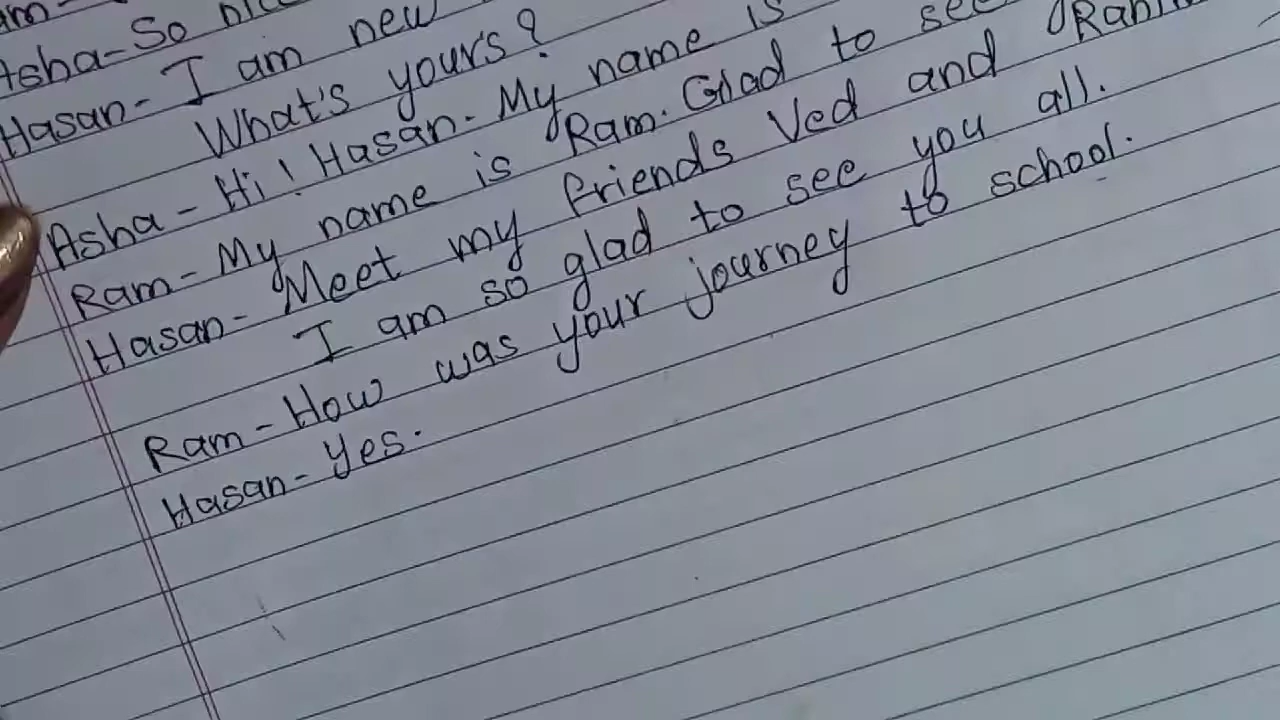 Asha - So
Hasan - I am new
What's yours?
Asha - Hi! Hasan. My name is
Ram - My name is Ram. Glad to see
Hasan - Meet my friends Ved and
I am so glad to see you all.
Ram - How was your journey to school.
Hasan - Yes.